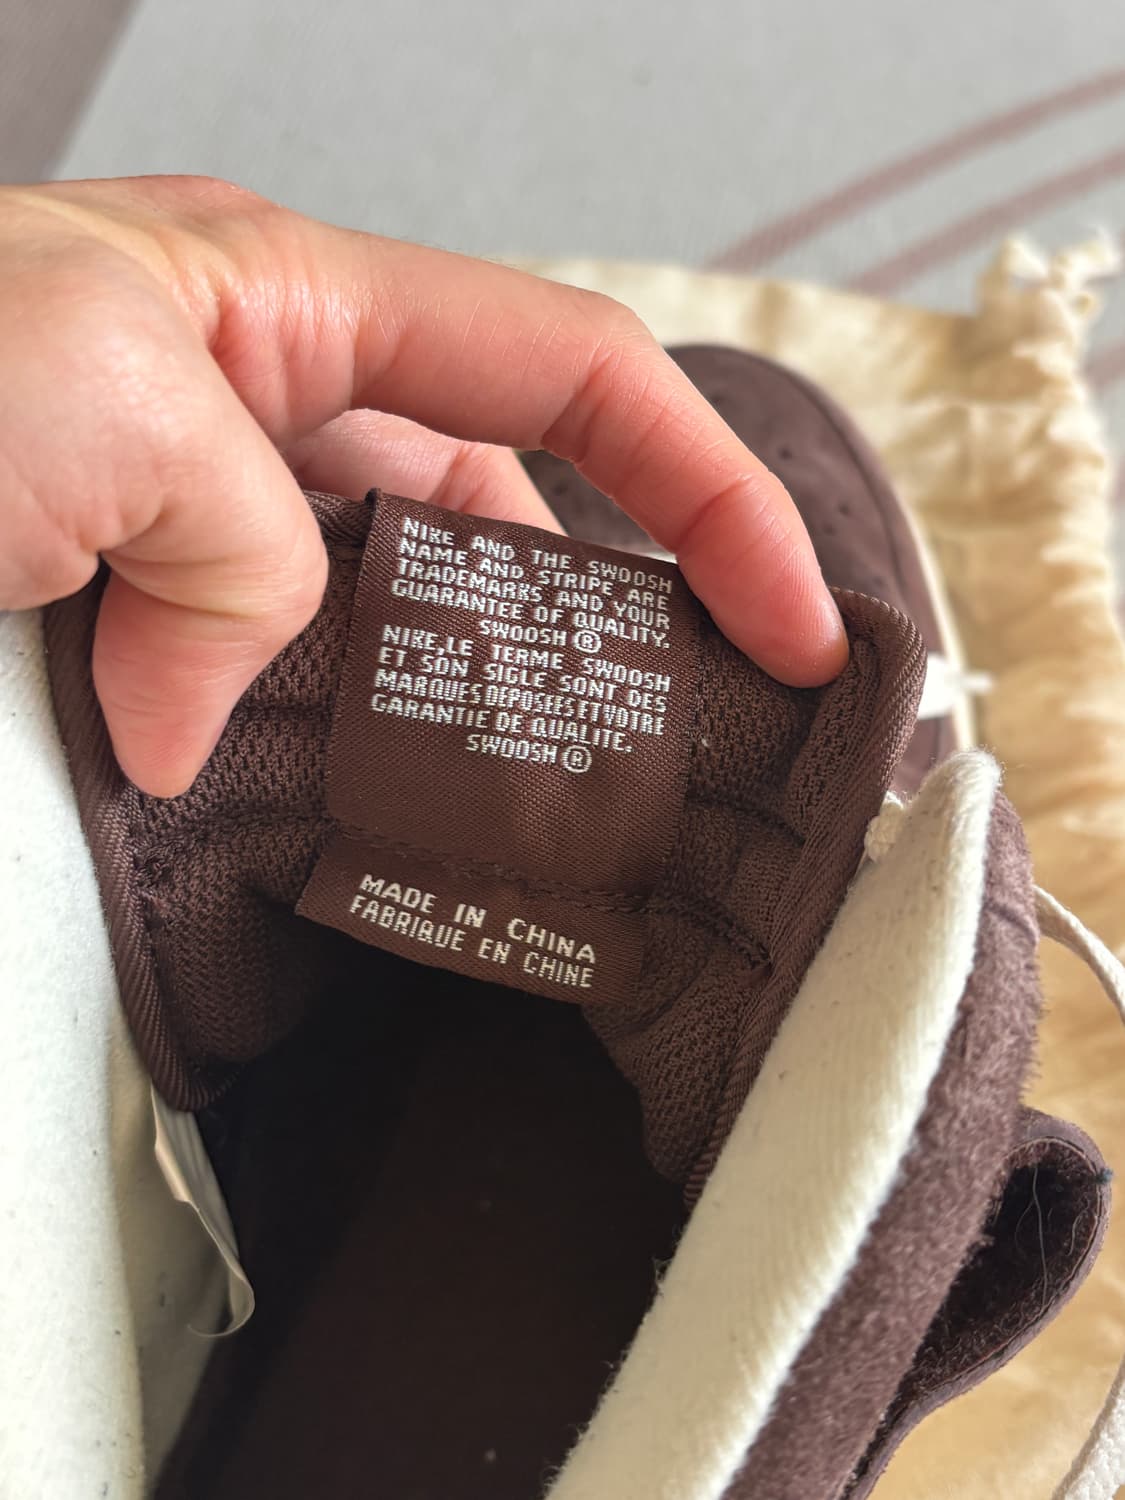 NIKE AND THE SWOOSH
NAME AND STRIPE ARE
TRADEMARKS AND YOUR
GUARANTEE OF QUALITY.
SWOOSH ®
NIKE,LE TERME SWOOSH
ET SON SIGLE SONT DES
MARQUES DEPOSEES ET VOTRE
GARANTIE DE QUALITE.
SWOOSH ®
MADE IN CHINA
FABRIQUE EN CHINE